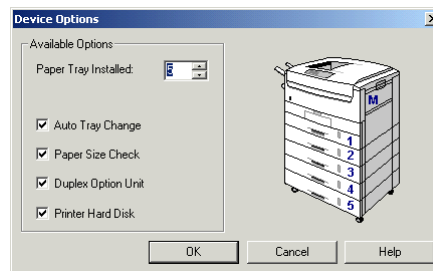 Device Options
Available Options
Paper Tray Installed: 5
Auto Tray Change
Paper Size Check
Duplex Option Unit
Printer Hard Disk
M
1
2
3
4
5
OK Cancel Help